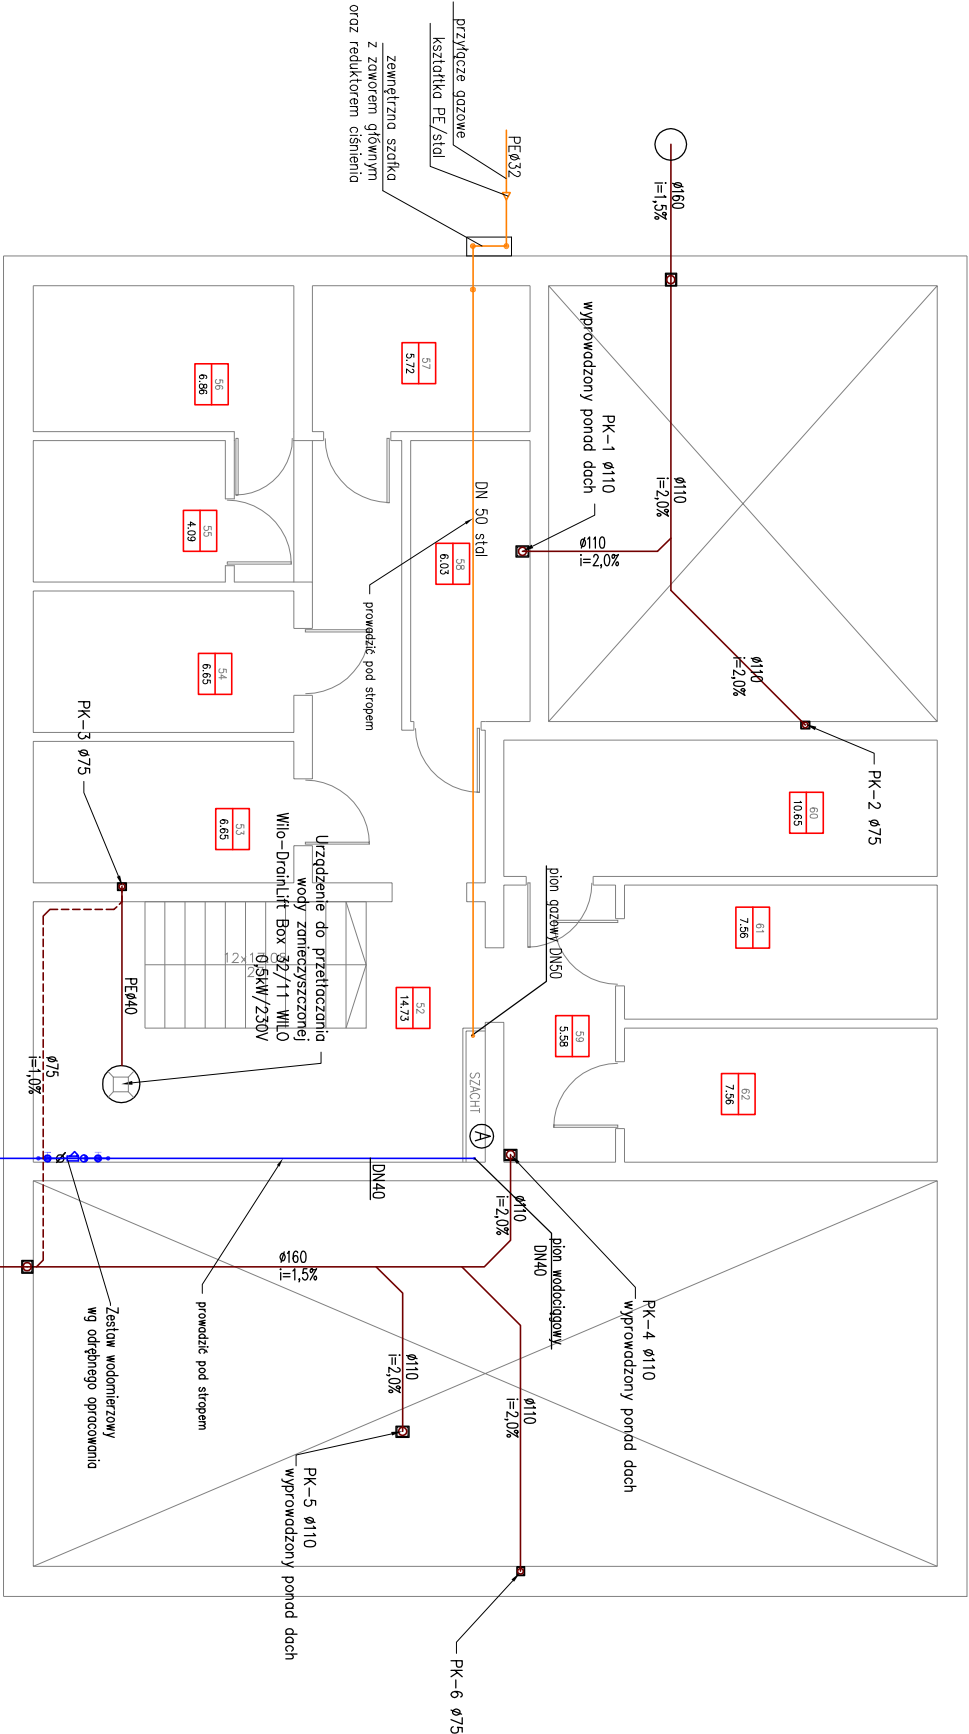 przyłącze gazowe
kształtka PE/stal
zewnętrzna szafka
z zaworem głównym
oraz reduktorem ciśnienia
PEø32
ø160
i=1,5%
PK-1 ø110
wyprowadzony ponad dach
ø110
i=2,0%
ø110
i=2,0%
ø110
i=2,0%
PK-2 ø75
57
5.72
56
6.86
55
4.09
58
6.03
DN 50 stal
prowadzić pod stropem
54
6.65
53
6.65
PK-3 ø75
60
10.65
61
7.56
62
7.56
59
5.58
52
14.73
pion gazowy DN50
Urządzenie do przetłaczania
wody zanieczyszczonej
Wilo-DrainLift Box 32/11 WILO
0,5kW/230V
PEø40
ø75
i=1,0%
SZACHT
A
DN40
ø110
i=2,0%
pion wodociągowy
DN40
ø160
i=1,5%
PK-4 ø110
wyprowadzony ponad dach
prowadzić pod stropem
Zestaw wodomierzowy
wg odrębnego opracowania
ø110
i=2,0%
ø110
i=2,0%
PK-5 ø110
wyprowadzony ponad dach
PK-6 ø75